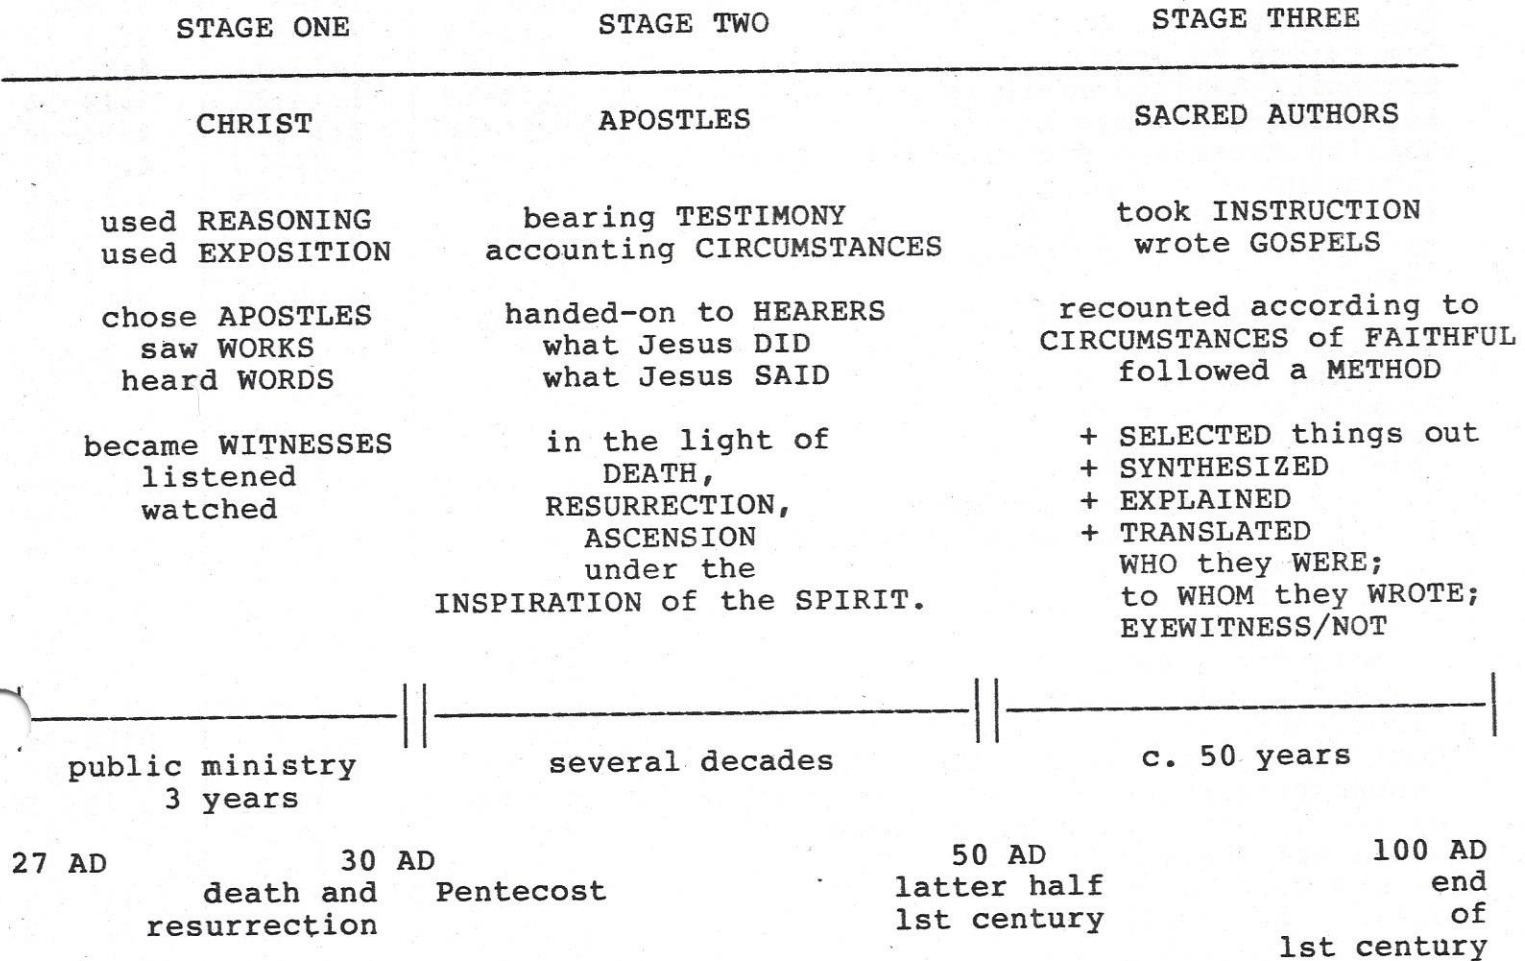 STAGE ONE
STAGE TWO
STAGE THREE
CHRIST
APOSTLES
SACRED AUTHORS
used REASONING
used EXPOSITION
chose APOSTLES
saw WORKS
heard WORDS
became WITNESSES
listened
watched
bearing TESTIMONY
accounting CIRCUMSTANCES
handed-on to HEARERS
what Jesus DID
what Jesus SAID
in the light of
DEATH,
RESURRECTION,
ASCENSION
under the
INSPIRATION of the SPIRIT.
took INSTRUCTION
wrote GOSPELS
recounted according to
CIRCUMSTANCES of FAITHFUL
followed a METHOD
+ SELECTED things out
+ SYNTHESIZED
+ EXPLAINED
+ TRANSLATED
WHO they WERE;
to WHOM they WROTE;
EYEWITNESS/NOT
public ministry
3 years
several decades
c. 50 years
27 AD
30 AD
death and
resurrection
Pentecost
50 AD
latter half
1st century
100 AD
end
of
1st century